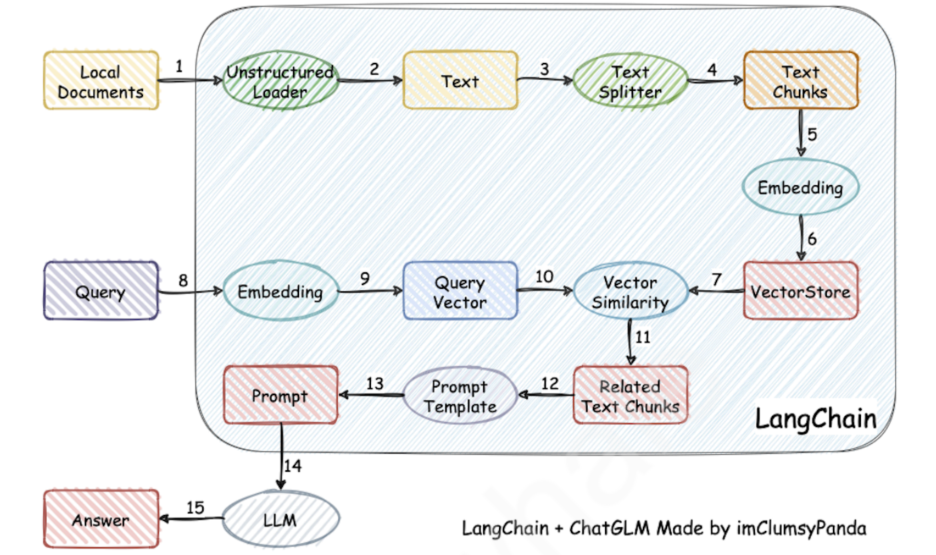 Local
Documents
1
Unstructured
Loader
2
Text
3
Text
Splitter
4
Text
Chunks
5
Embedding
6
Query
8
Embedding
9
Query
Vector
10
Vector
Similarity
7
VectorStore
11
Prompt
13
Prompt
Template
12
Related
Text Chunks
LangChain
14
Answer
15
LLM
LangChain + ChatGLM Made by imClumsyPanda